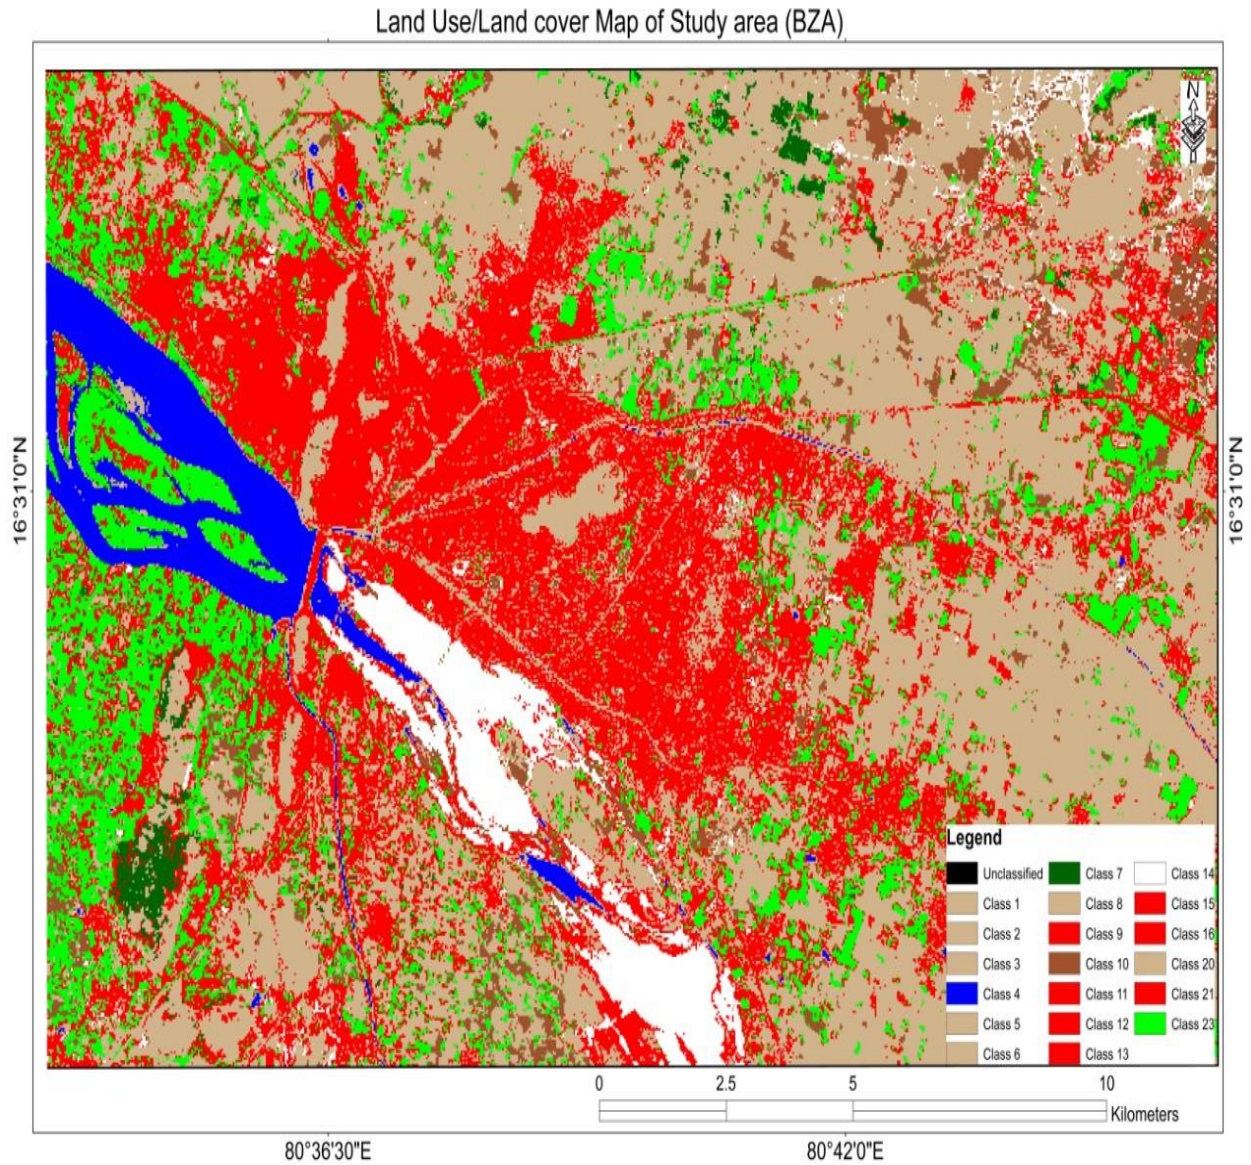 Land Use/Land cover Map of Study area (BZA)
N
16°31'0"N
16°31'0"N
Legend
Unclassified
Class 1
Class 2
Class 3
Class 4
Class 5
Class 6
Class 7
Class 8
Class 9
Class 10
Class 11
Class 12
Class 13
Class 14
Class 15
Class 16
Class 20
Class 21
Class 23
0 2.5 5 10
Kilometers
80°36'30"E 80°42'0"E